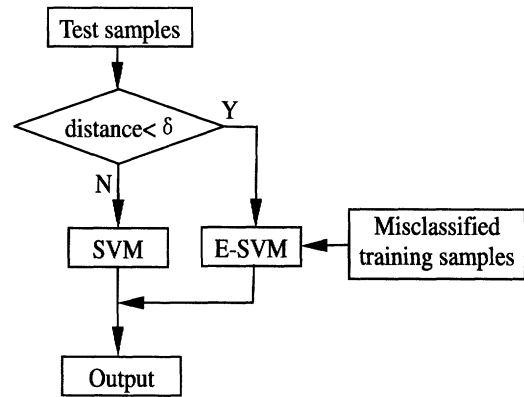 Test samples
distance< δ
Y
N
SVM
E-SVM
Misclassified
training samples
Output